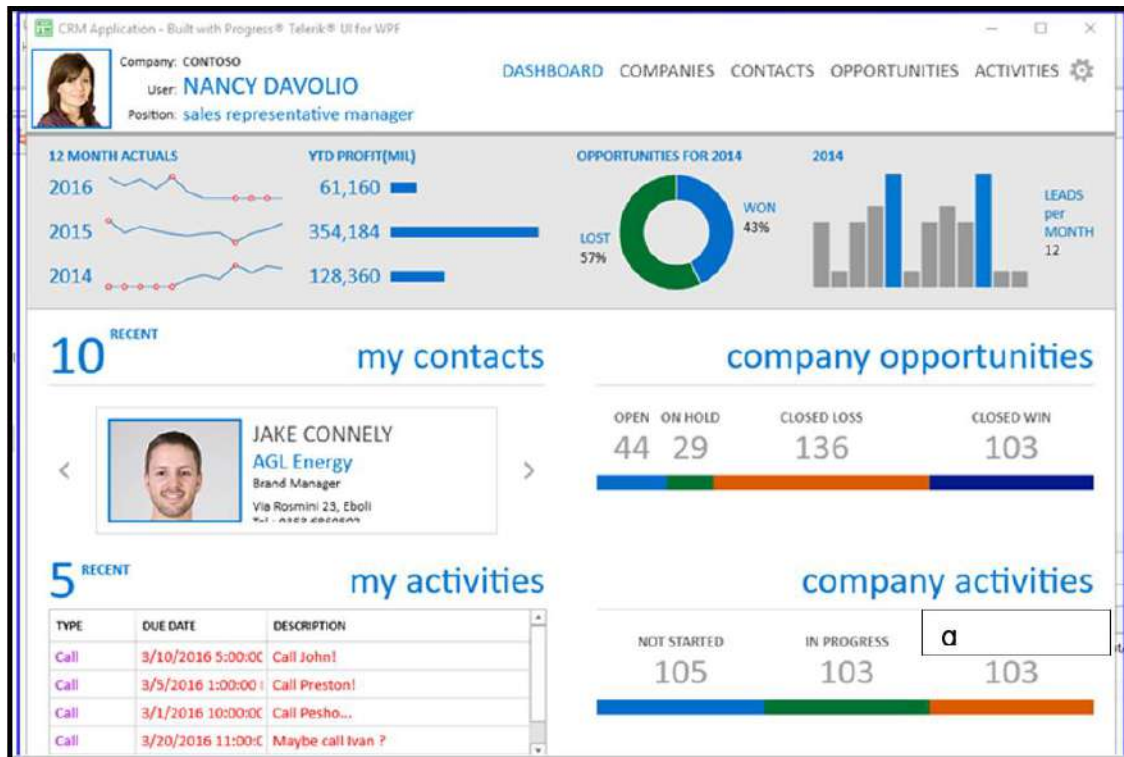 CRM Application - Built with Progress® Telerik® UI for WPF
Company: CONTOSO
User: NANCY DAVOLIO
Position: sales representative manager
DASHBOARD COMPANIES CONTACTS OPPORTUNITIES ACTIVITIES
12 MONTH ACTUALS
2016
2015
2014
YTD PROFIT(MIL)
61,160
354,184
128,360
OPPORTUNITIES FOR 2014
WON
43%
LOST
57%
2014
LEADS
per
MONTH
12
10 RECENT
my contacts
JAKE CONNELY
AGL Energy
Brand Manager
Via Rosmini 23, Eboli
company opportunities
OPEN ON HOLD CLOSED LOSS CLOSED WIN
44 29 136 103
5 RECENT
my activities
TYPE DUE DATE DESCRIPTION
Call 3/10/2016 5:00:00 Call John!
Call 3/5/2016 1:00:00 Call Preston!
Call 3/1/2016 10:00:00 Call Pesho...
Call 3/20/2016 11:00:0 Maybe call Ivan ?
company activities
NOT STARTED IN PROGRESS α
105 103 103